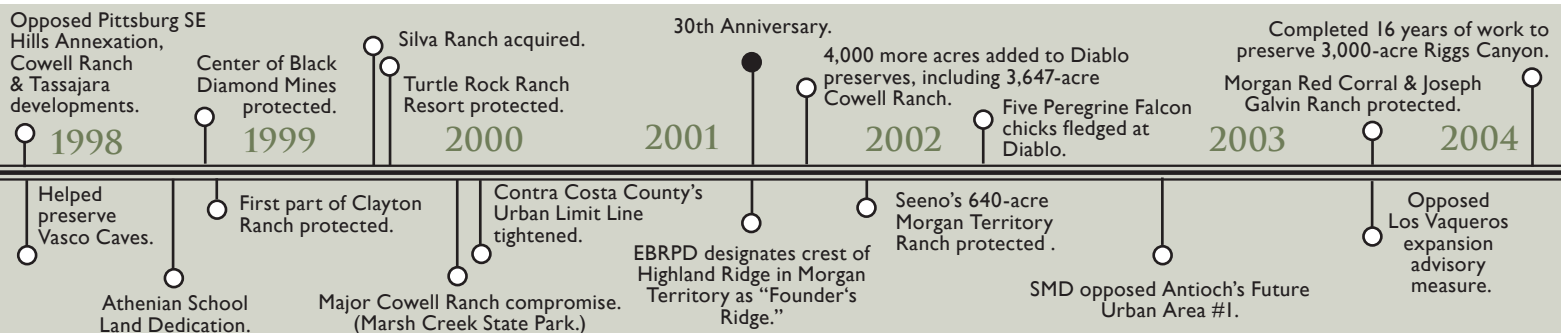 Opposed Pittsburg SE
Hills Annexation,
Cowell Ranch
& Tassajara
developments.
1998
Helped
preserve
Vasco Caves.
Athenian School
Land Dedication.
Center of Black
Diamond Mines
protected.
1999
First part of Clayton
Ranch protected.
Silva Ranch acquired.
Turtle Rock Ranch
Resort protected.
2000
Major Cowell Ranch compromise.
(Marsh Creek State Park.)
Contra Costa County's
Urban Limit Line
tightened.
2001
30th Anniversary.
EBRPD designates crest of
Highland Ridge in Morgan
Territory as “Founder‘s
Ridge.”
4,000 more acres added to Diablo
preserves, including 3,647-acre
Cowell Ranch.
2002
Seeno's 640-acre
Morgan Territory
Ranch protected .
Five Peregrine Falcon
chicks fledged at
Diablo.
SMD opposed Antioch's Future
Urban Area #1.
2003
Morgan Red Corral & Joseph
Galvin Ranch protected.
Opposed
Los Vaqueros
expansion
advisory
measure.
2004
Completed 16 years of work to
preserve 3,000-acre Riggs Canyon.